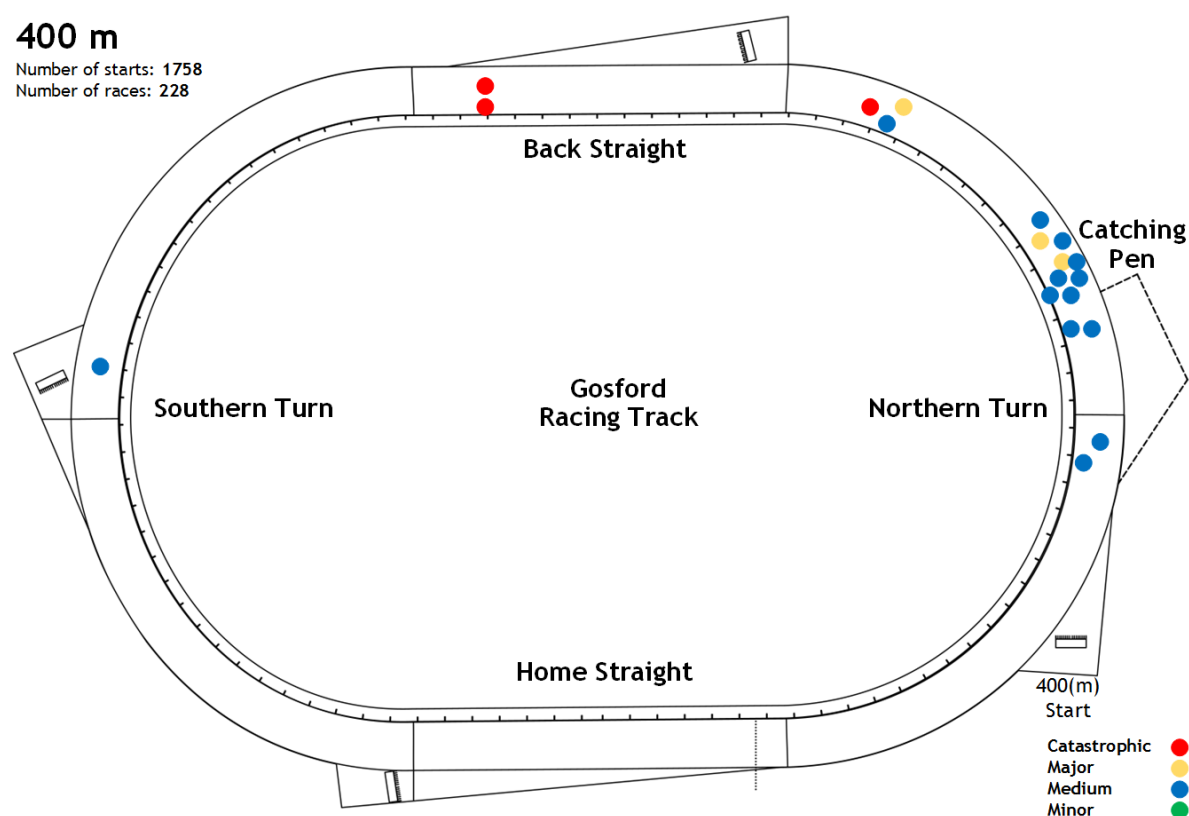 400 m
Number of starts: 1758
Number of races: 228
Back Straight
Catching
Pen
Southern Turn
Gosford
Racing Track
Northern Turn
Home Straight
400(m)
Start
Catastrophic
Major
Medium
Minor